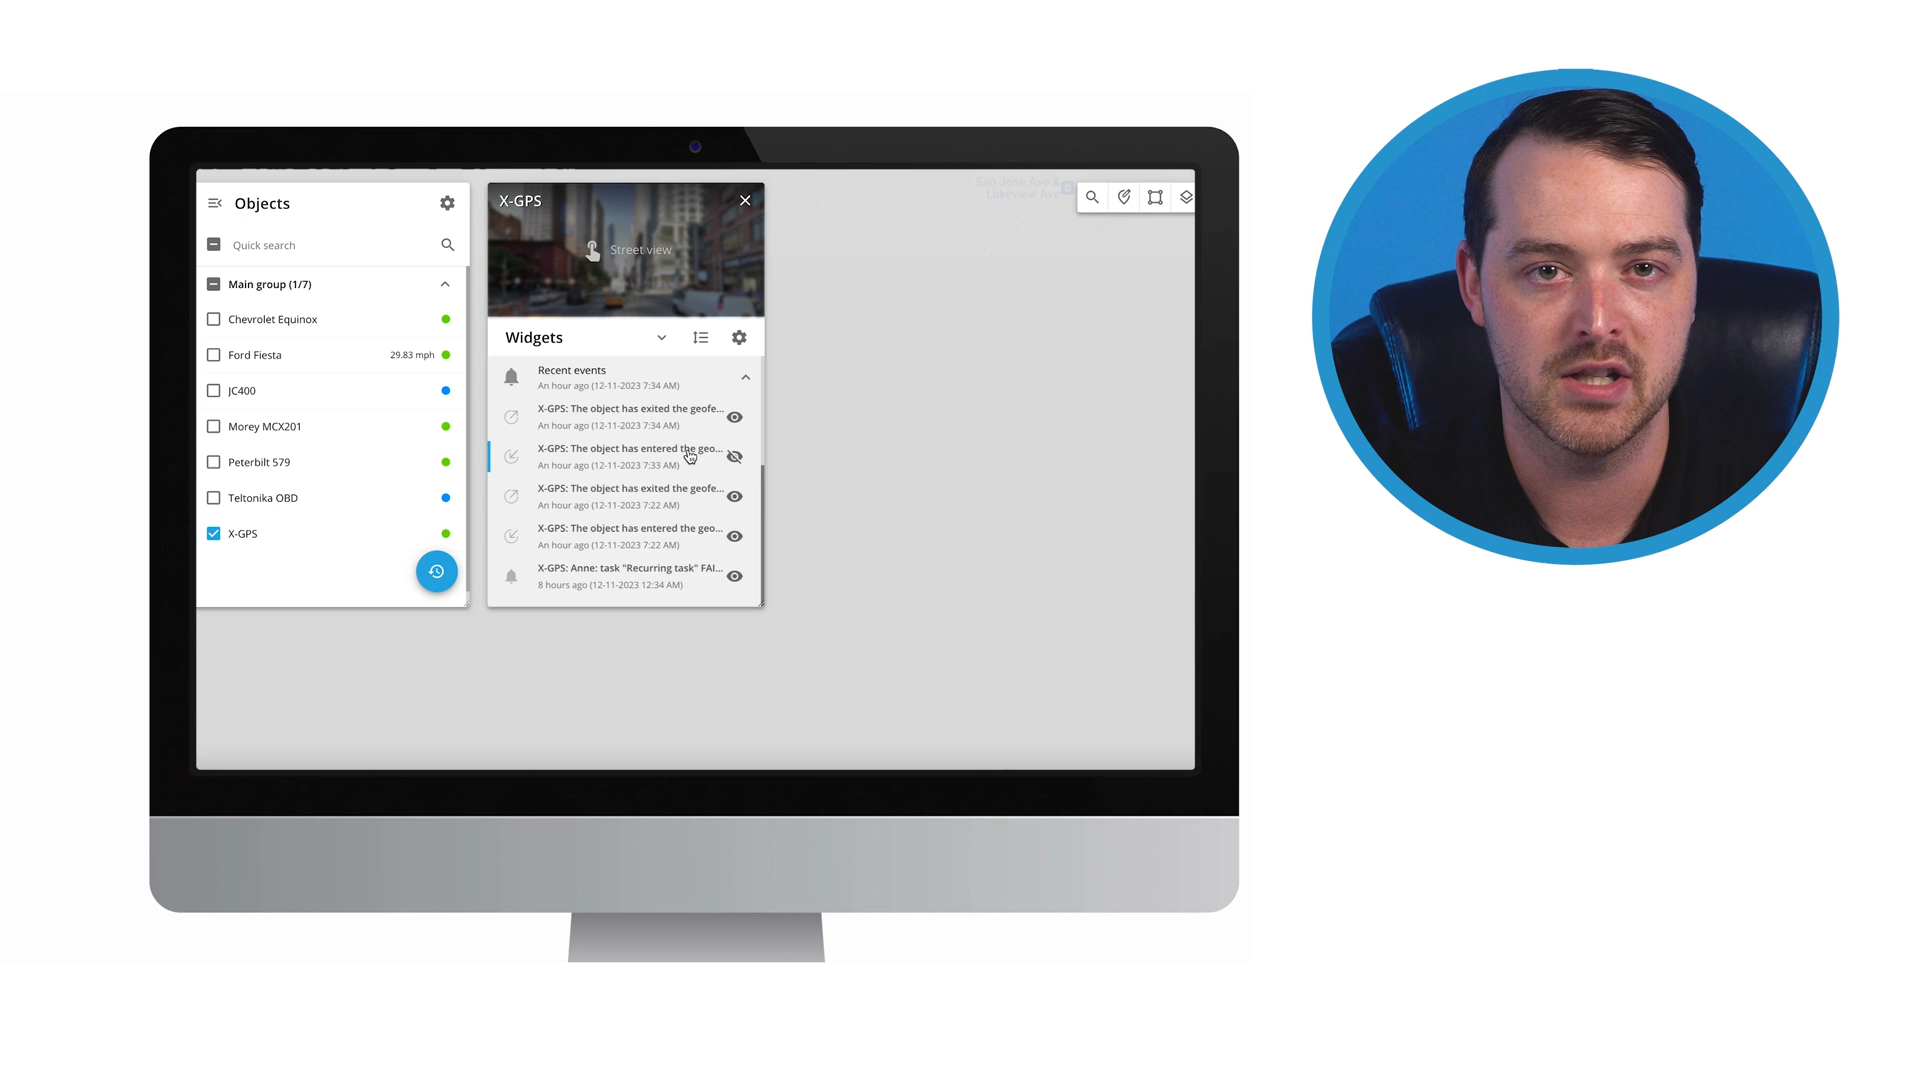 Objects
Quick search
Main group (1/7)
Chevrolet Equinox
Ford Fiesta 29.83 mph
JC400
Morey MCX201
Peterbilt 579
Teltonika OBD
X-GPS
X-GPS
Street view
Widgets
Recent events
An hour ago (12-11-2023 7:34 AM)
X-GPS: The object has exited the geofe...
An hour ago (12-11-2023 7:34 AM)
X-GPS: The object has entered the geo...
An hour ago (12-11-2023 7:33 AM)
X-GPS: The object has exited the geofe...
An hour ago (12-11-2023 7:22 AM)
X-GPS: The object has entered the geo...
An hour ago (12-11-2023 7:22 AM)
X-GPS: Anne: task "Recurring task" FAI...
8 hours ago (12-11-2023 12:34 AM)
San Jose Ave &
Lakeview Ave